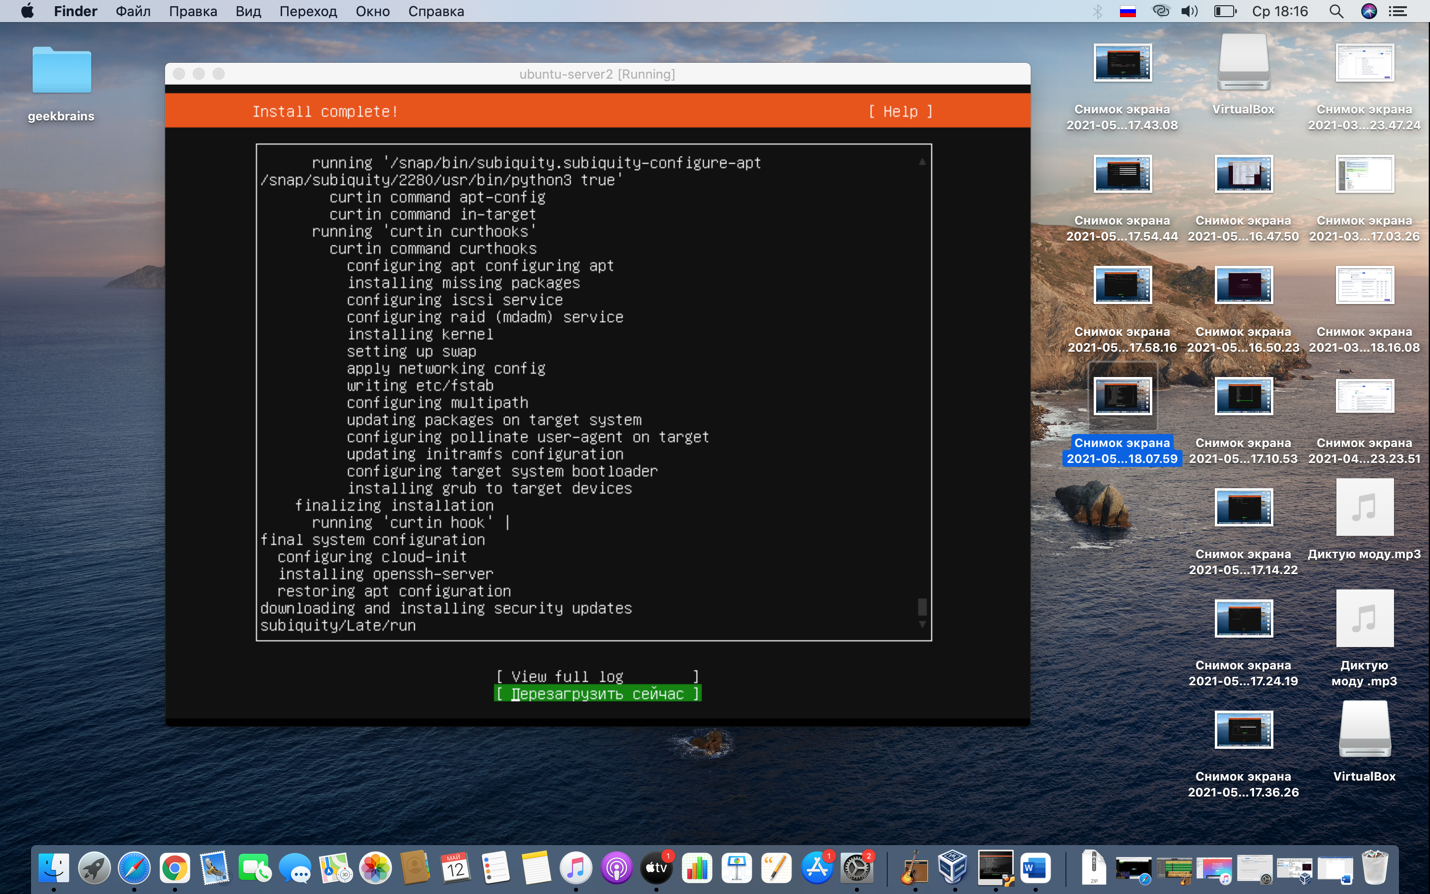 Finder Файл Правка Вид Переход Окно Справка Ср 18:16
geekbrains
ubuntu-server2 [Running]
Install complete! [ Help ]
running '/snap/bin/subiquity.subiquity-configure-apt
/snap/subiquity/2280/usr/bin/python3 true'
curtin command apt-config
curtin command in-target
running 'curtin curthooks'
curtin command curthooks
configuring apt configuring apt
installing missing packages
configuring iscsi service
configuring raid (mdadm) service
installing kernel
setting up swap
apply networking config
writing etc/fstab
configuring multipath
updating packages on target system
configuring pollinate user-agent on target
updating initramfs configuration
configuring target system bootloader
installing grub to target devices
finalizing installation
running 'curtin hook' |
final system configuration
configuring cloud-init
installing openssh-server
restoring apt configuration
downloading and installing security updates
subiquity/Late/run
[ View full log ]
[ Перезагрузить сейчас ]
Снимок экрана
2021-05...17.43.08
VirtualBox
Снимок экрана
2021-03...23.47.24
Снимок экрана
2021-05...17.54.44
Снимок экрана
2021-05...16.47.50
Снимок экрана
2021-03...17.03.26
Снимок экрана
2021-05...17.58.16
Снимок экрана
2021-05...16.50.23
Снимок экрана
2021-03...18.16.08
Снимок экрана
2021-05...18.07.59
Снимок экрана
2021-05...17.10.53
Снимок экрана
2021-04...23.23.51
Снимок экрана
2021-05...17.14.22
Диктую моду.mp3
Снимок экрана
2021-05...17.24.19
Диктую
моду .mp3
Снимок экрана
2021-05...17.36.26
VirtualBox
МАЙ
12
tv
1
1
2
W
ZIP